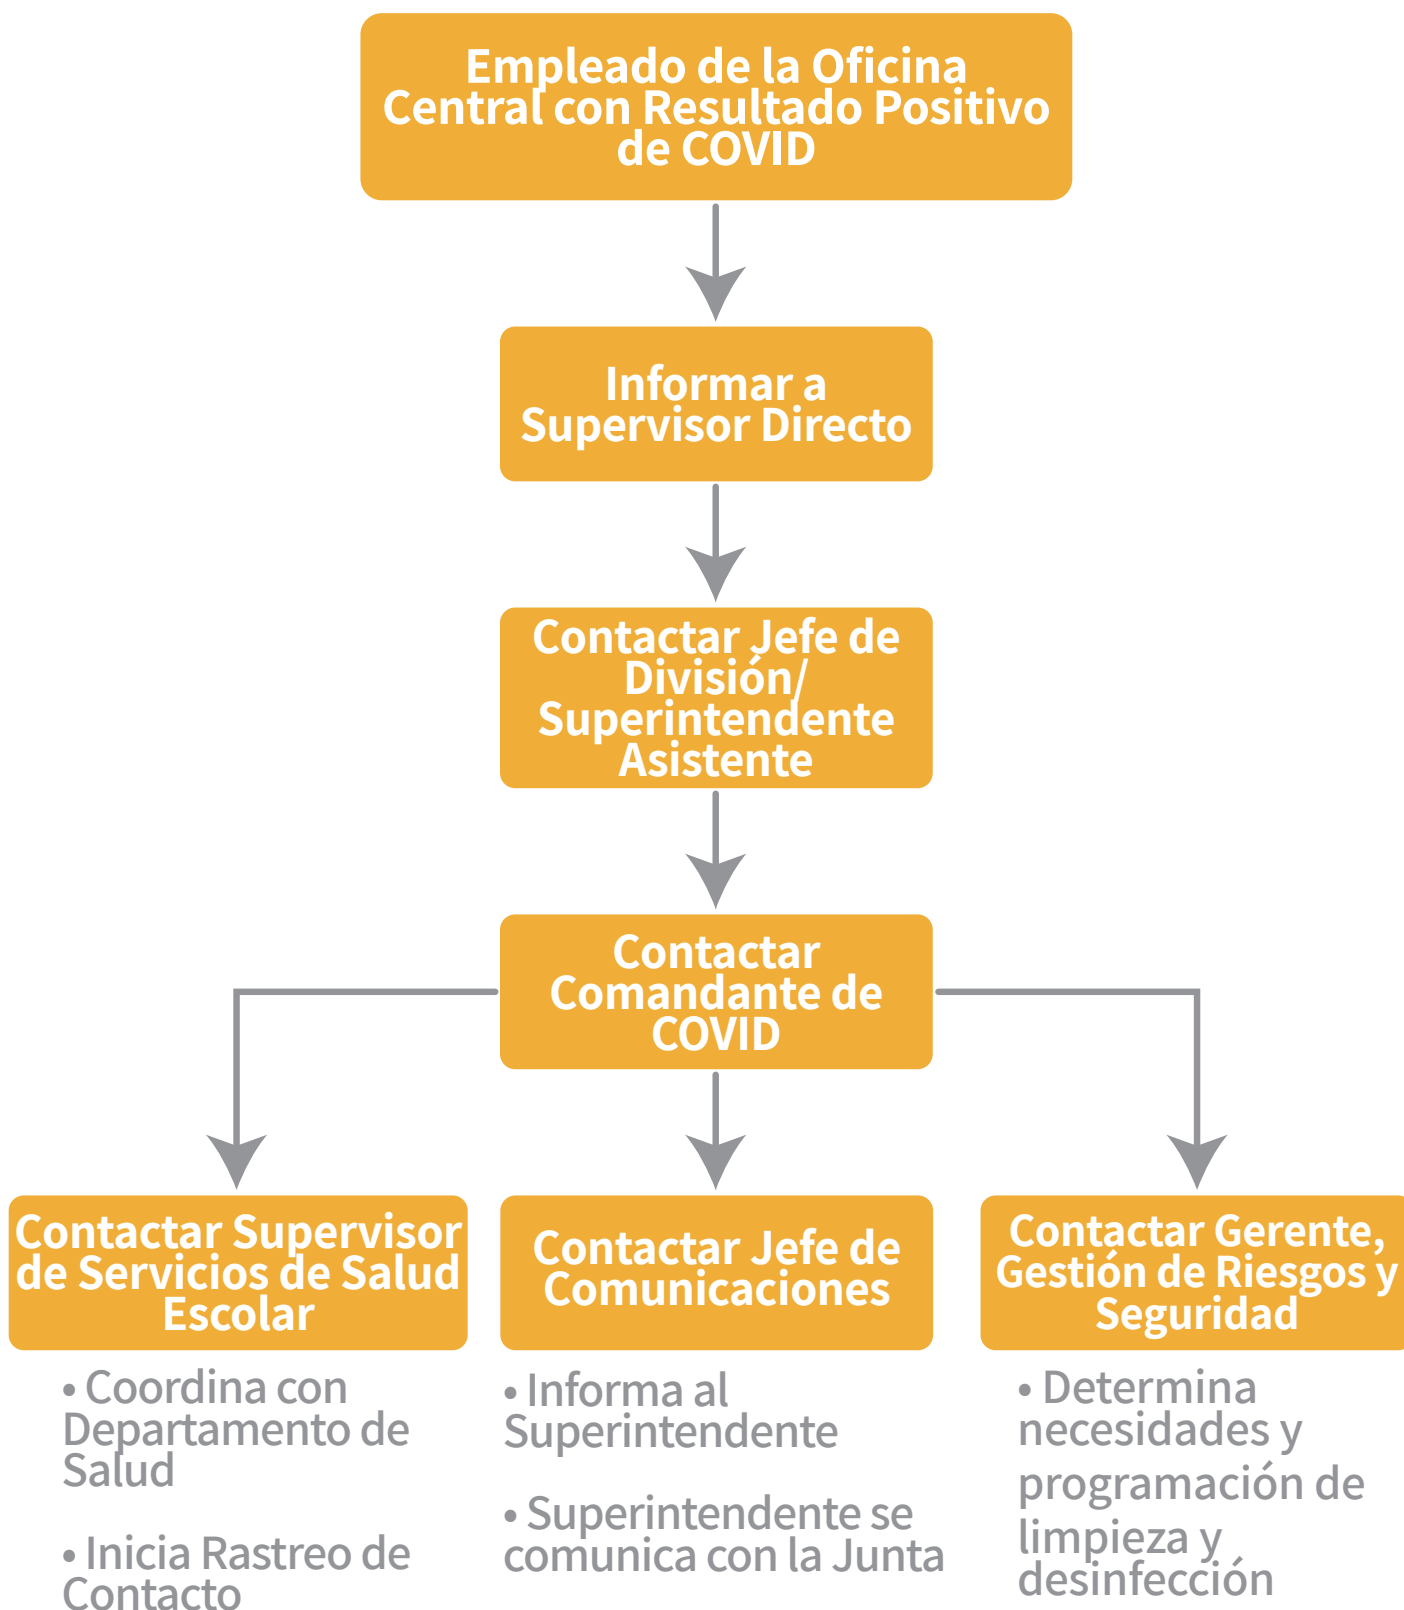 Empleado de la Oficina
Central con Resultado Positivo
de COVID
Informar a
Supervisor Directo
Contactar Jefe de
División/
Superintendente
Asistente
Contactar
Comandante de
COVID
Contactar Supervisor
de Servicios de Salud
Escolar
• Coordina con
Departamento de
Salud
• Inicia Rastreo de
Contacto
Contactar Jefe de
Comunicaciones
• Informa al
Superintendente
• Superintendente se
comunica con la Junta
Contactar Gerente,
Gestión de Riesgos y
Seguridad
• Determina
necesidades y
programación de
limpieza y
desinfección